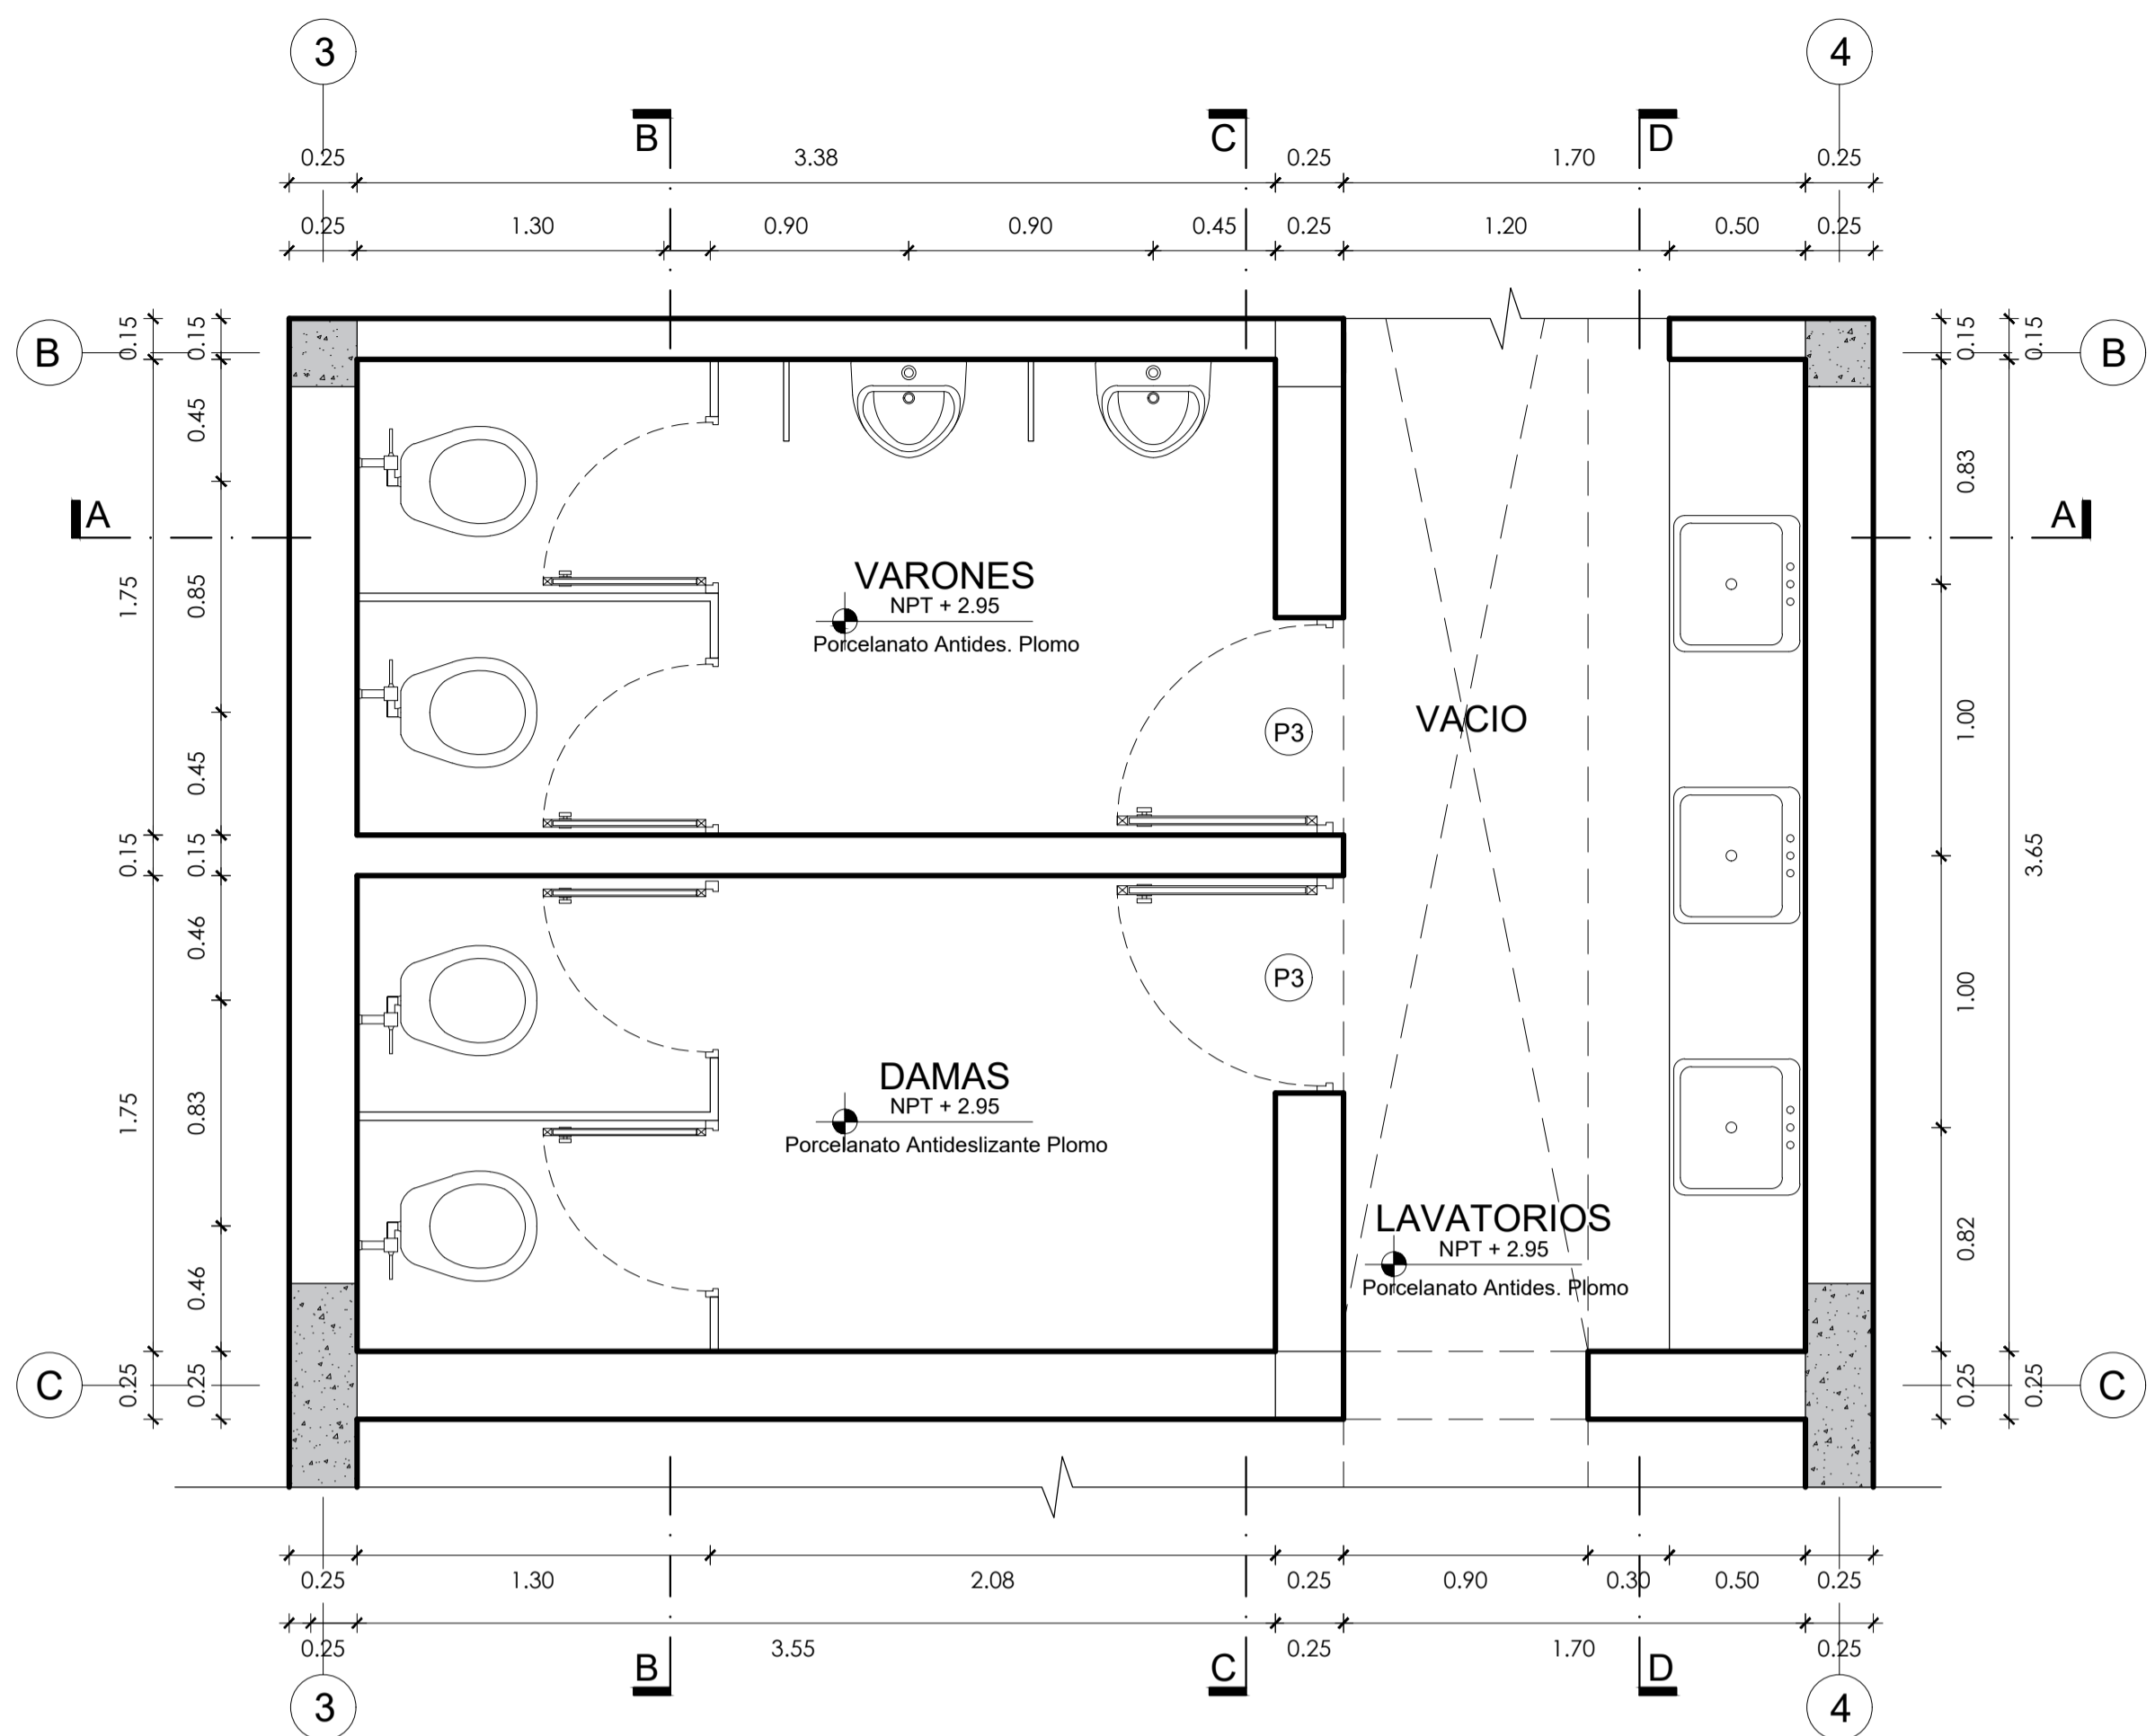 3
4
B
C
D
0.25
3.38
0.25
1.70
0.25
0.25
1.30
0.90
0.90
0.45
0.25
1.20
0.50
0.25
B
B
0.15
0.15
0.15
0.15
0.45
0.83
A
A
VARONES
NPT + 2.95
Porcelanato Antides. Plomo
1.75
0.85
P3
VACIO
1.00
0.45
0.15
0.15
3.65
0.46
P3
1.00
DAMAS
NPT + 2.95
Porcelanato Antideslizante Plomo
1.75
0.83
LAVATORIOS
NPT + 2.95
Porcelanato Antides. Plomo
0.82
0.46
C
0.25
0.25
0.25
0.25
C
0.25
1.30
2.08
0.25
0.90
0.30
0.50
0.25
0.25
3.55
0.25
1.70
0.25
B
C
D
3
4